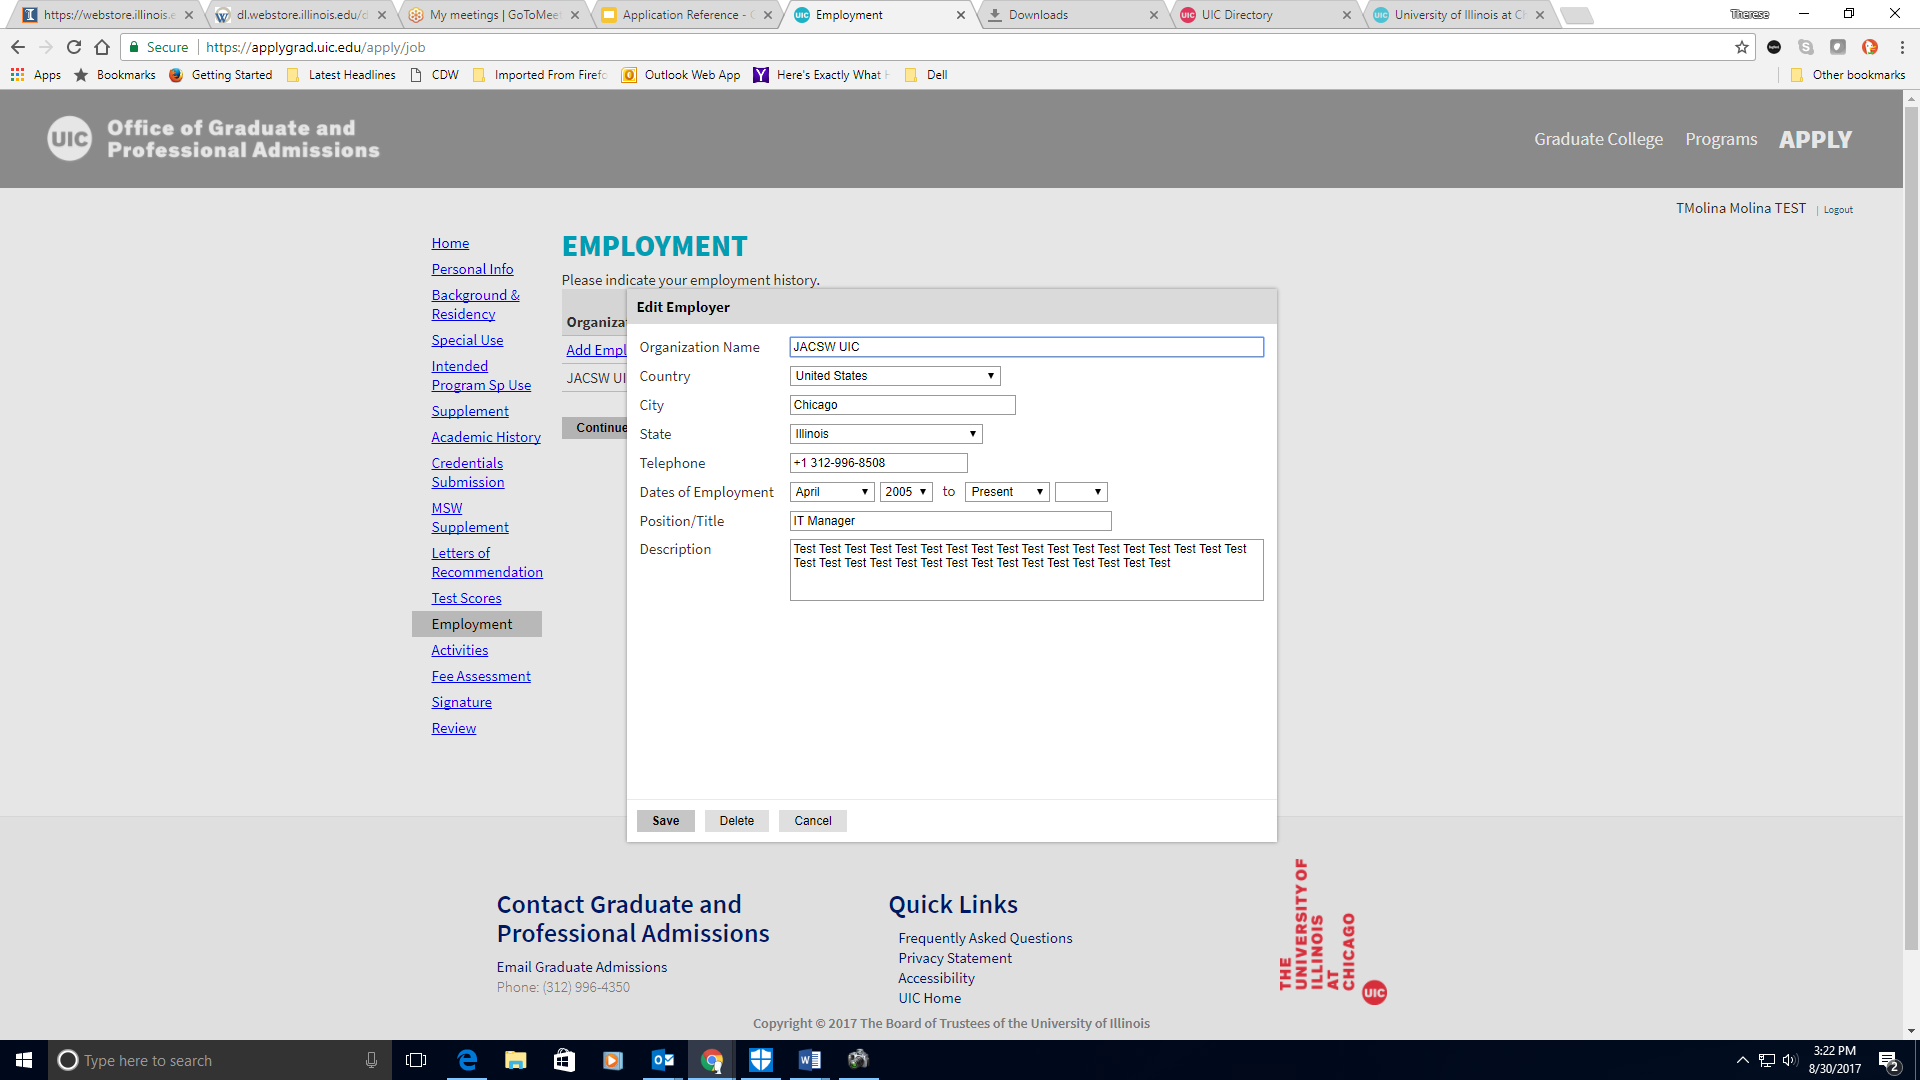 https://webstore.illinois.e
dl.webstore.illinois.edu/d
My meetings | GoToMeet
Application Reference - G
Employment
Downloads
UIC Directory
University of Illinois at Ch
Therese
Secure
https://applygrad.uic.edu/apply/job
Apps
Bookmarks
Getting Started
Latest Headlines
CDW
Imported From Firefo
Outlook Web App
Here's Exactly What H
Dell
Other bookmarks
UIC
Office of Graduate and
Professional Admissions
Graduate College
Programs
APPLY
TMolina Molina TEST | Logout
Home
Personal Info
Background &
Residency
Special Use
Intended
Program Sp Use
Supplement
Academic History
Credentials
Submission
MSW
Supplement
Letters of
Recommendation
Test Scores
Employment
Activities
Fee Assessment
Signature
Review
EMPLOYMENT
Please indicate your employment history.
Organiza
Add Empl
JACSW UI
Continue
Edit Employer
Organization Name JACSW UIC
Country United States
City Chicago
State Illinois
Telephone +1 312-996-8508
Dates of Employment April 2005 to Present
Position/Title IT Manager
Description Test Test Test Test Test Test Test Test Test Test Test Test Test Test Test Test Test Test
Test Test Test Test Test Test Test Test Test Test Test Test Test Test Test
Save
Delete
Cancel
Contact Graduate and
Professional Admissions
Email Graduate Admissions
Phone: (312) 996-4350
Quick Links
Frequently Asked Questions
Privacy Statement
Accessibility
UIC Home
THE
UNIVERSITY OF
ILLINOIS
AT
CHICAGO
UIC
Copyright © 2017 The Board of Trustees of the University of Illinois
Type here to search
3:22 PM
8/30/2017
2